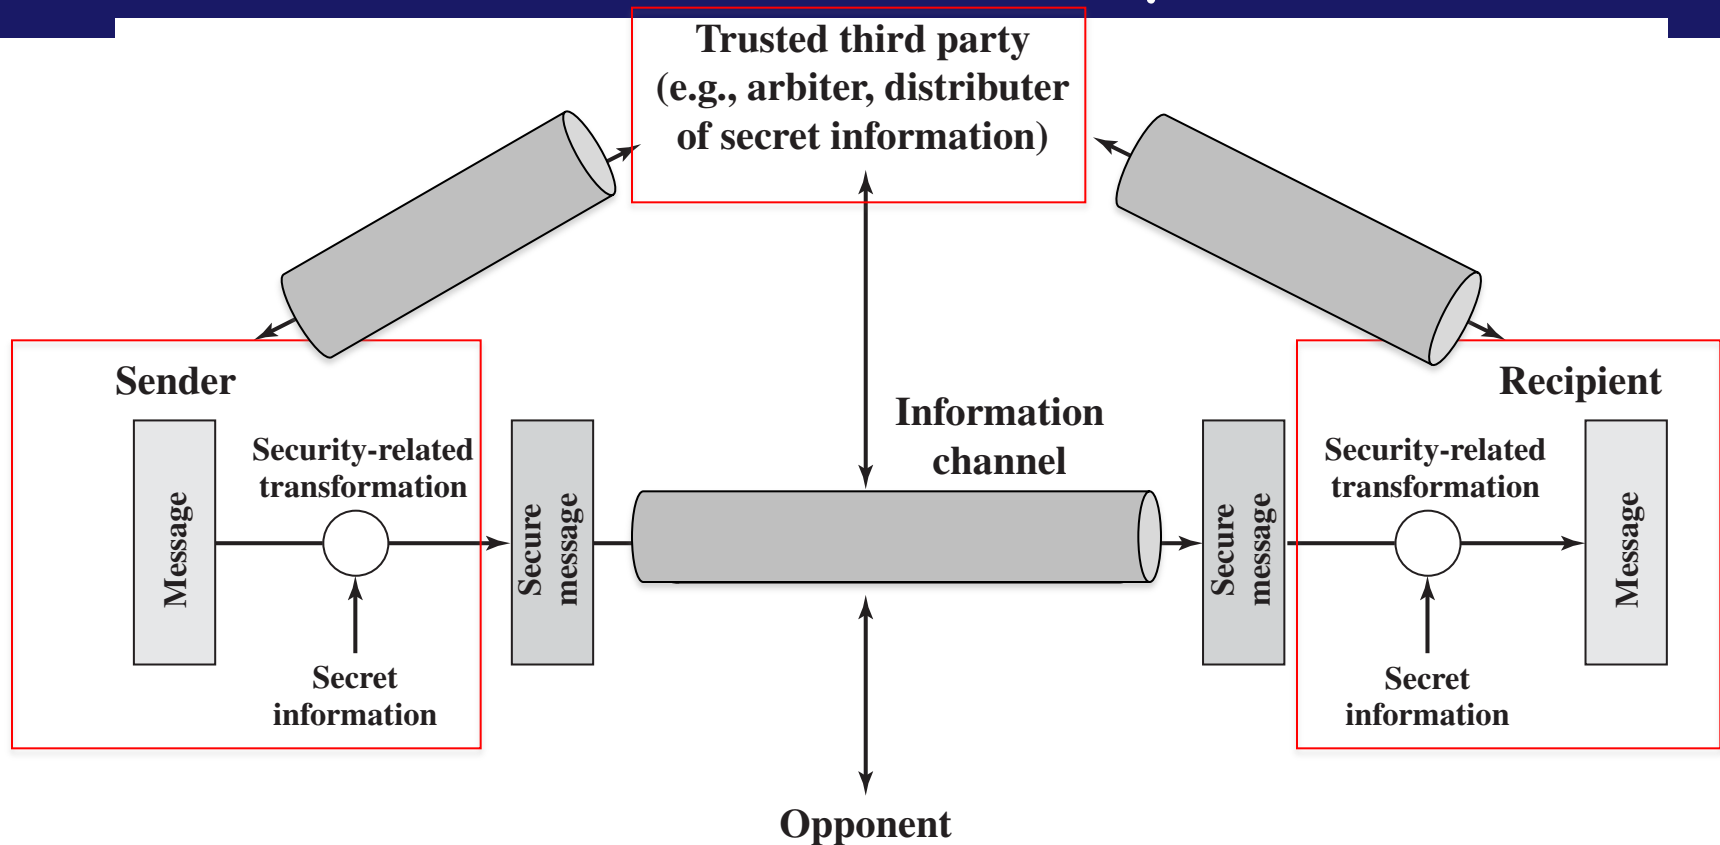 Trusted third party
(e.g., arbiter, distributer
of secret information)
Sender
Recipient
Information
channel
Message
Security-related
transformation
Secret
information
Secure
message
Secure
message
Security-related
transformation
Secret
information
Message
Opponent